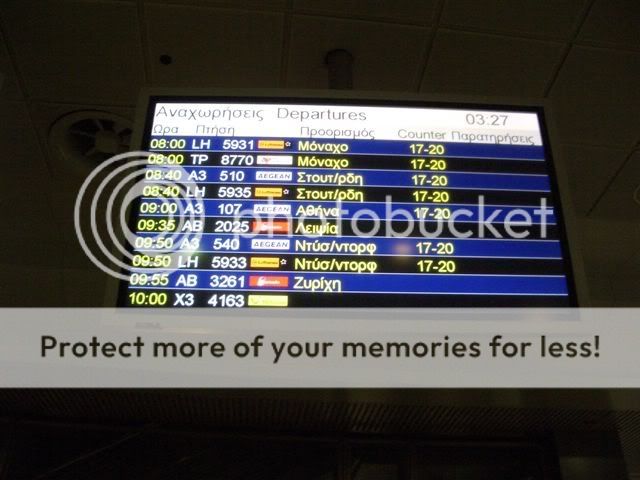 Αναχωρήσεις Departures 03:27
Ώρα Πτήση Προορισμός Counter Παρατηρήσεις
08:00 LH 5931 Lufthansa Μόναχο 17-20
08:00 TP 8770 Μόναχο 17-20
08:40 A3 510 AEGEAN Στουτ/ρδη 17-20
08:40 LH 5935 Lufthansa Στουτ/ρδη 17-20
09:00 A3 107 AEGEAN Αθήνα 17-20
09:35 AB 2025 Λειψία
09:50 A3 540 AEGEAN Ντύσ/ντορφ 17-20
09:50 LH 5933 Lufthansa Ντύσ/ντορφ 17-20
09:55 AB 3261 Ζυρίχη
10:00 X3 4163
photobucket
Protect more of your memories for less!